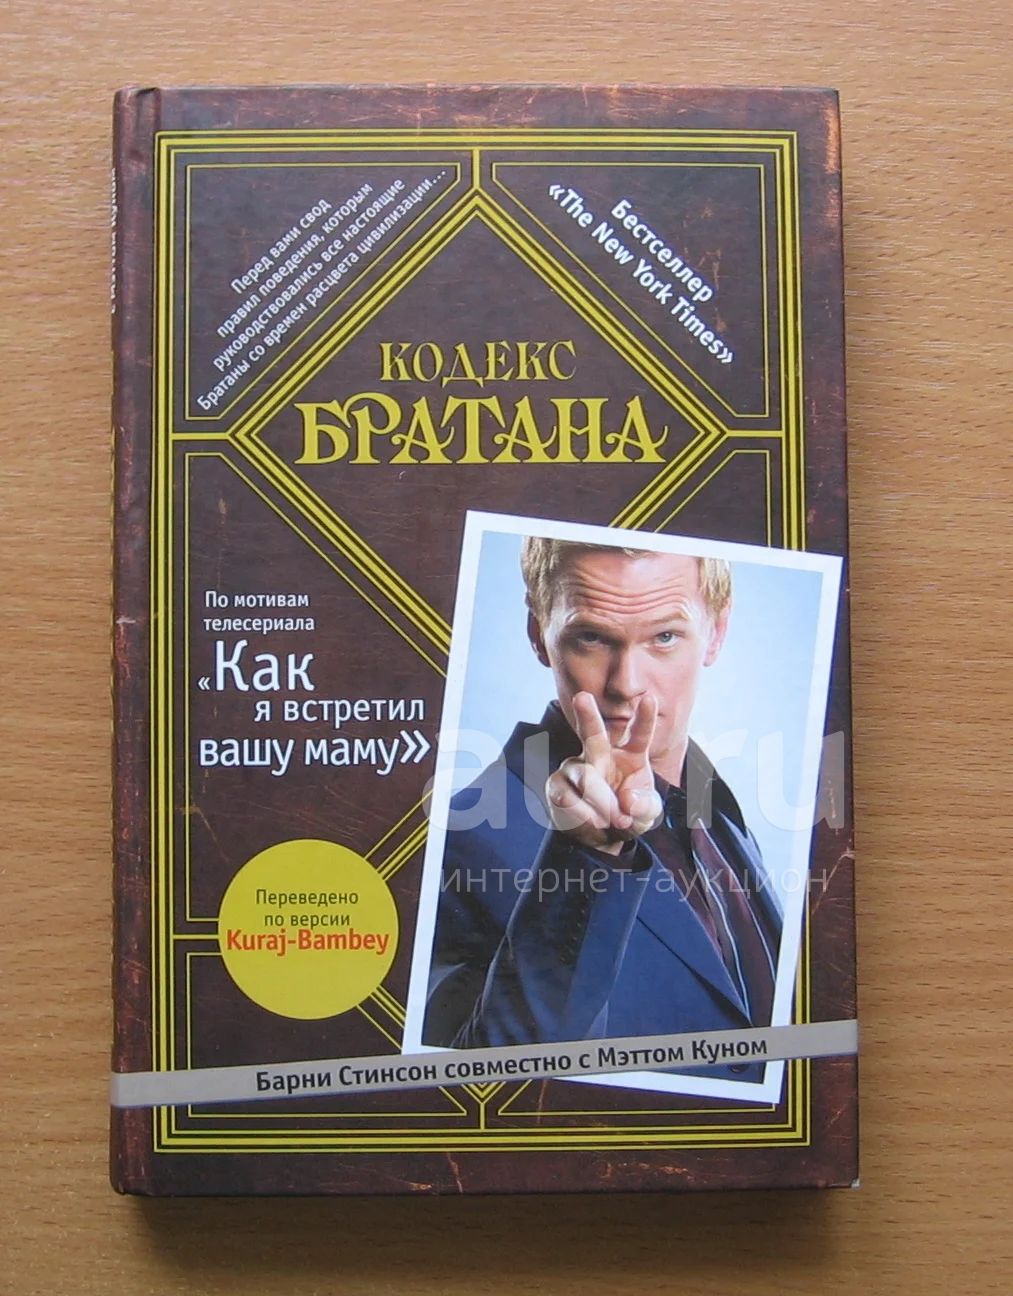 Перед вами свод
правил поведения, которым
руководствовались все настоящие
Братаны со времен расцвета цивилизации...
Бестселлер
«The New York Times»
КОДЕКС
БРАТАНА
По мотивам
телесериала
«Как
я встретил
вашу маму»
Переведено
по версии
Kuraj-Bambey
Барни Стинсон совместно с Мэттом Куном
au.ru
интернет-аукцион